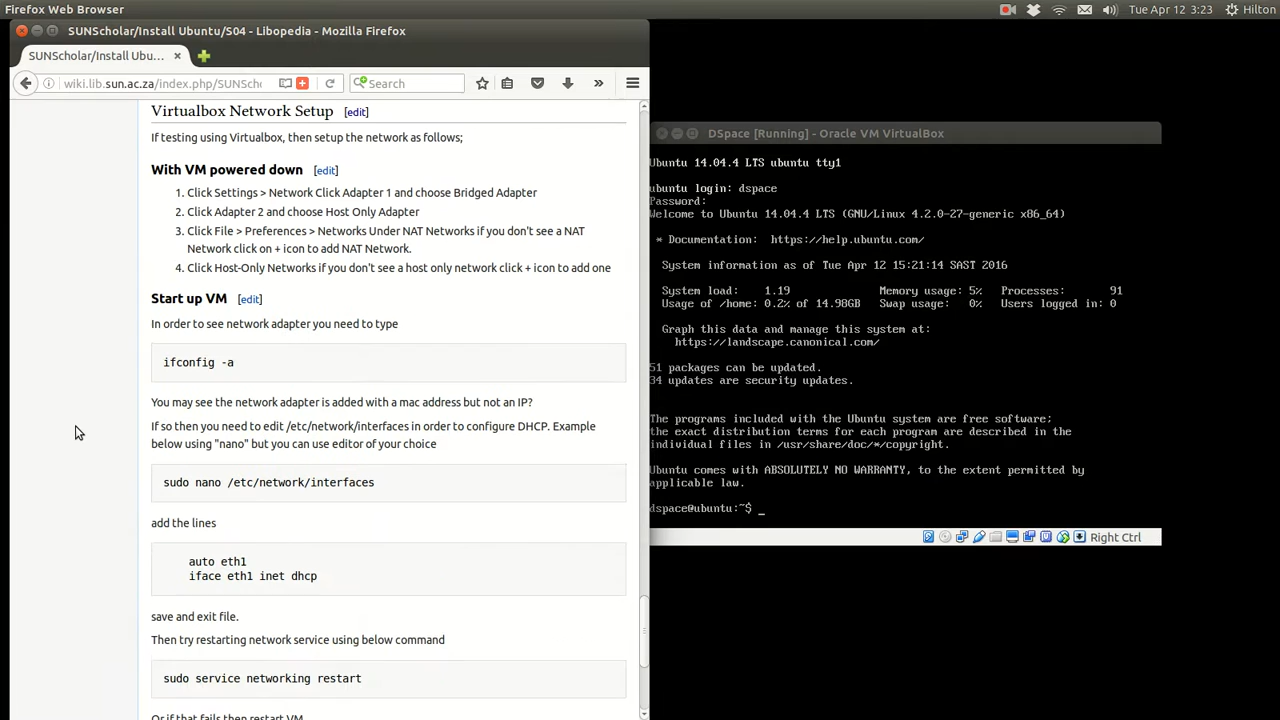 Firefox Web Browser
Tue Apr 12 3:23
Hilton
SUNScholar/Install Ubuntu/S04 - Libopedia - Mozilla Firefox
SUNScholar/Install Ubu...
wiki.lib.sun.ac.za/index.php/SUNSch
Search
Virtualbox Network Setup [edit]
If testing using Virtualbox, then setup the network as follows;
With VM powered down [edit]
1. Click Settings > Network Click Adapter 1 and choose Bridged Adapter
2. Click Adapter 2 and choose Host Only Adapter
3. Click File > Preferences > Networks Under NAT Networks if you don't see a NAT
Network click on + icon to add NAT Network.
4. Click Host-Only Networks if you don't see a host only network click + icon to add one
Start up VM [edit]
In order to see network adapter you need to type
ifconfig -a
You may see the network adapter is added with a mac address but not an IP?
If so then you need to edit /etc/network/interfaces in order to configure DHCP. Example
below using "nano" but you can use editor of your choice
sudo nano /etc/network/interfaces
add the lines
auto eth1
iface eth1 inet dhcp
save and exit file.
Then try restarting network service using below command
sudo service networking restart
Or if that fails then restart VM
DSpace [Running] - Oracle VM VirtualBox
Ubuntu 14.04.4 LTS ubuntu tty1
ubuntu login: dspace
Password:
Welcome to Ubuntu 14.04.4 LTS (GNU/Linux 4.2.0-27-generic x86_64)
* Documentation: https://help.ubuntu.com/
System information as of Tue Apr 12 15:21:14 SAST 2016
System load: 1.19 Memory usage: 5% Processes: 91
Usage of /home: 0.2% of 14.98GB Swap usage: 0% Users logged in: 0
Graph this data and manage this system at:
https://landscape.canonical.com/
51 packages can be updated.
34 updates are security updates.
The programs included with the Ubuntu system are free software;
the exact distribution terms for each program are described in the
individual files in /usr/share/doc/*/copyright.
Ubuntu comes with ABSOLUTELY NO WARRANTY, to the extent permitted by
applicable law.
dspace@ubuntu:~$ _
Right Ctrl